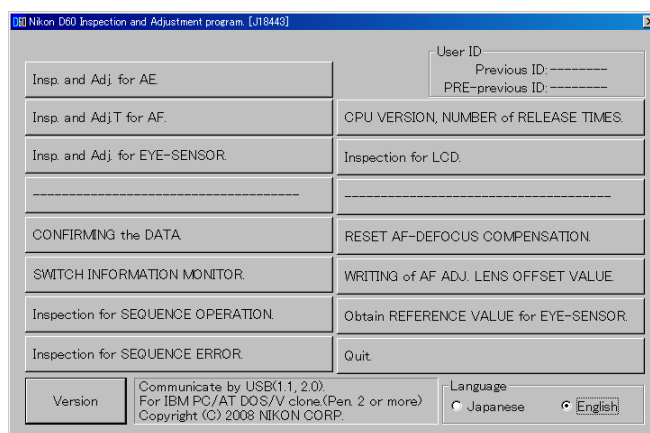 Nikon D60 Inspection and Adjustment program. [J18443]
User ID
Previous ID:--------
PRE-previous ID:--------
Insp. and Adj. for AE.
Insp. and Adj.T for AF.
CPU VERSION, NUMBER of RELEASE TIMES.
Insp. and Adj. for EYE-SENSOR.
Inspection for LCD.
-------------------------------------
-------------------------------------
CONFIRMING the DATA.
RESET AF-DEFOCUS COMPENSATION.
SWITCH INFORMATION MONITOR.
WRITING of AF ADJ. LENS OFFSET VALUE.
Inspection for SEQUENCE OPERATION.
Obtain REFERENCE VALUE for EYE-SENSOR.
Inspection for SEQUENCE ERROR.
Quit.
Version
Communicate by USB(1.1, 2.0).
For IBM PC/AT DOS/V clone.(Pen. 2 or more)
Copyright (C) 2008 NIKON CORP.
Language
Japanese
English